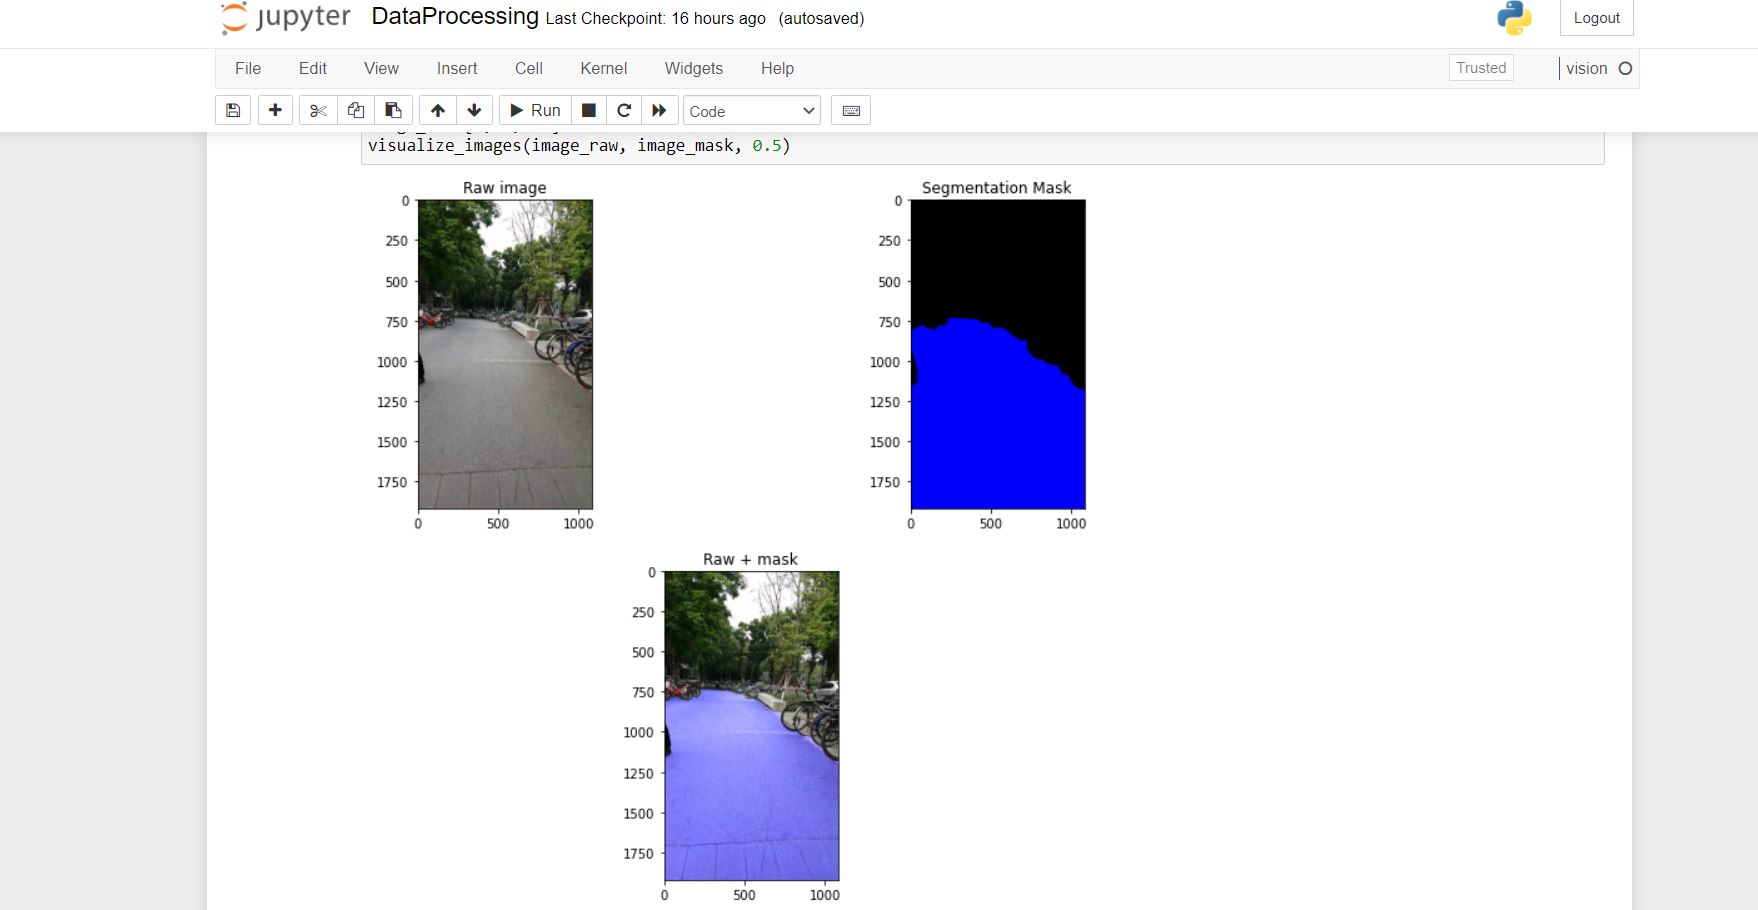 jupyter DataProcessing Last Checkpoint: 16 hours ago (autosaved) Logout
File Edit View Insert Cell Kernel Widgets Help Trusted vision
Run Code
visualize_images(image_raw, image_mask, 0.5)
Raw image
0
250
500
750
1000
1250
1500
1750
0 500 1000
Segmentation Mask
0
250
500
750
1000
1250
1500
1750
0 500 1000
Raw + mask
0
250
500
750
1000
1250
1500
1750
0 500 1000